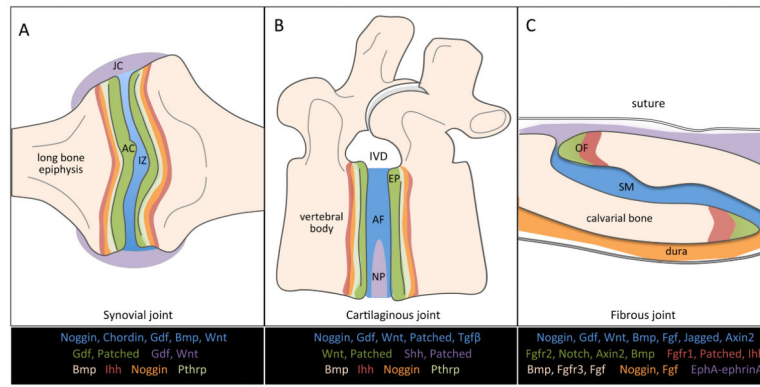 A
JC
AC
IZ
long bone
epiphysis
Synovial joint
Noggin, Chordin, Gdf, Bmp, Wnt
Gdf, Patched Gdf, Wnt
Bmp Ihh Noggin Pthrp
B
IVD
EP
AF
vertebral
body
NP
Cartilaginous joint
Noggin, Gdf, Wnt, Patched, Tgfβ
Wnt, Patched Shh, Patched
Bmp Ihh Noggin Pthrp
C
suture
OF
SM
calvarial bone
dura
Fibrous joint
Noggin, Gdf, Wnt, Bmp, Fgf, Jagged, Axin2
Fgfr2, Notch, Axin2, Bmp Fgfr1, Patched, Ihh
Bmp, Fgfr3, Fgf Noggin, Fgf EphA-ephrinA